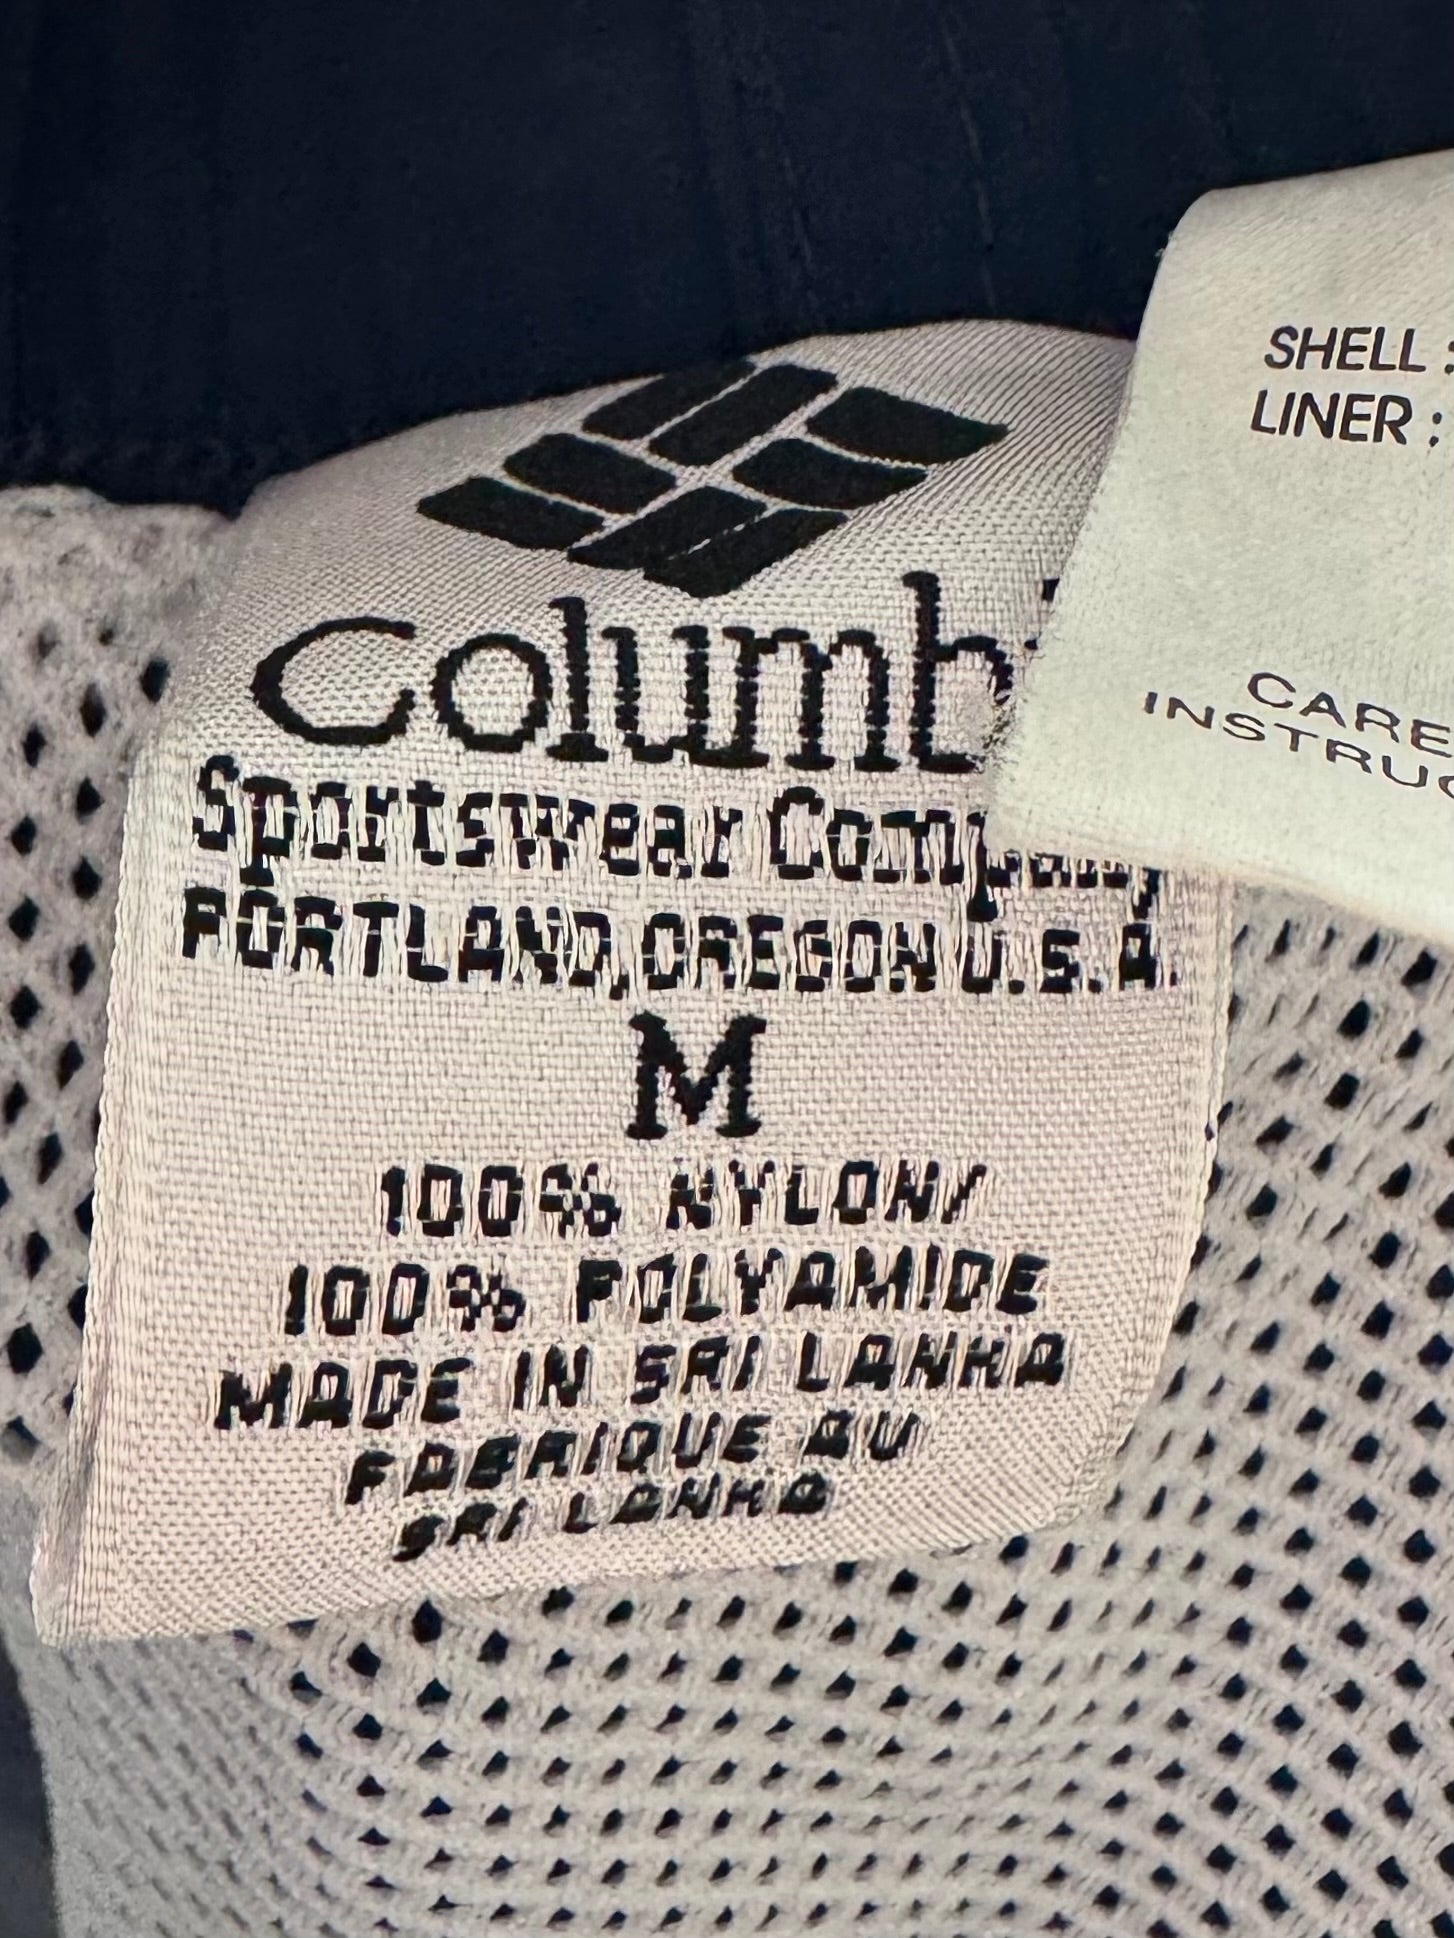 Columb
Sportswear Company
PORTLAND, OREGON U.S.A.
M
100% NYLON/
100% POLYAMIDE
MADE IN SRI LANKA
FABRIQUE AU
SRI LANKA
SHELL :
LINER :
CARE
INSTRUC